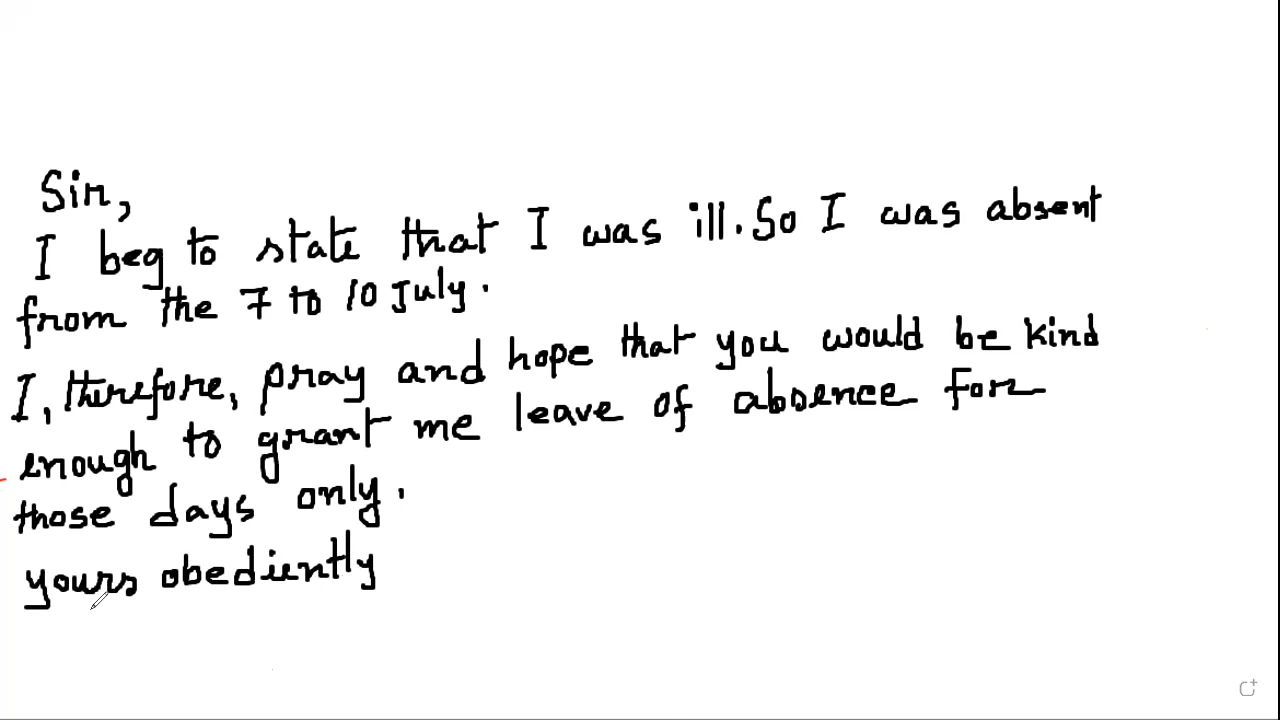 Sir,
I beg to state that I was ill. So I was absent
from the 7 to 10 July.
I, therefore, pray and hope that you would be kind
enough to grant me leave of absence for
those days only.
yours obediently